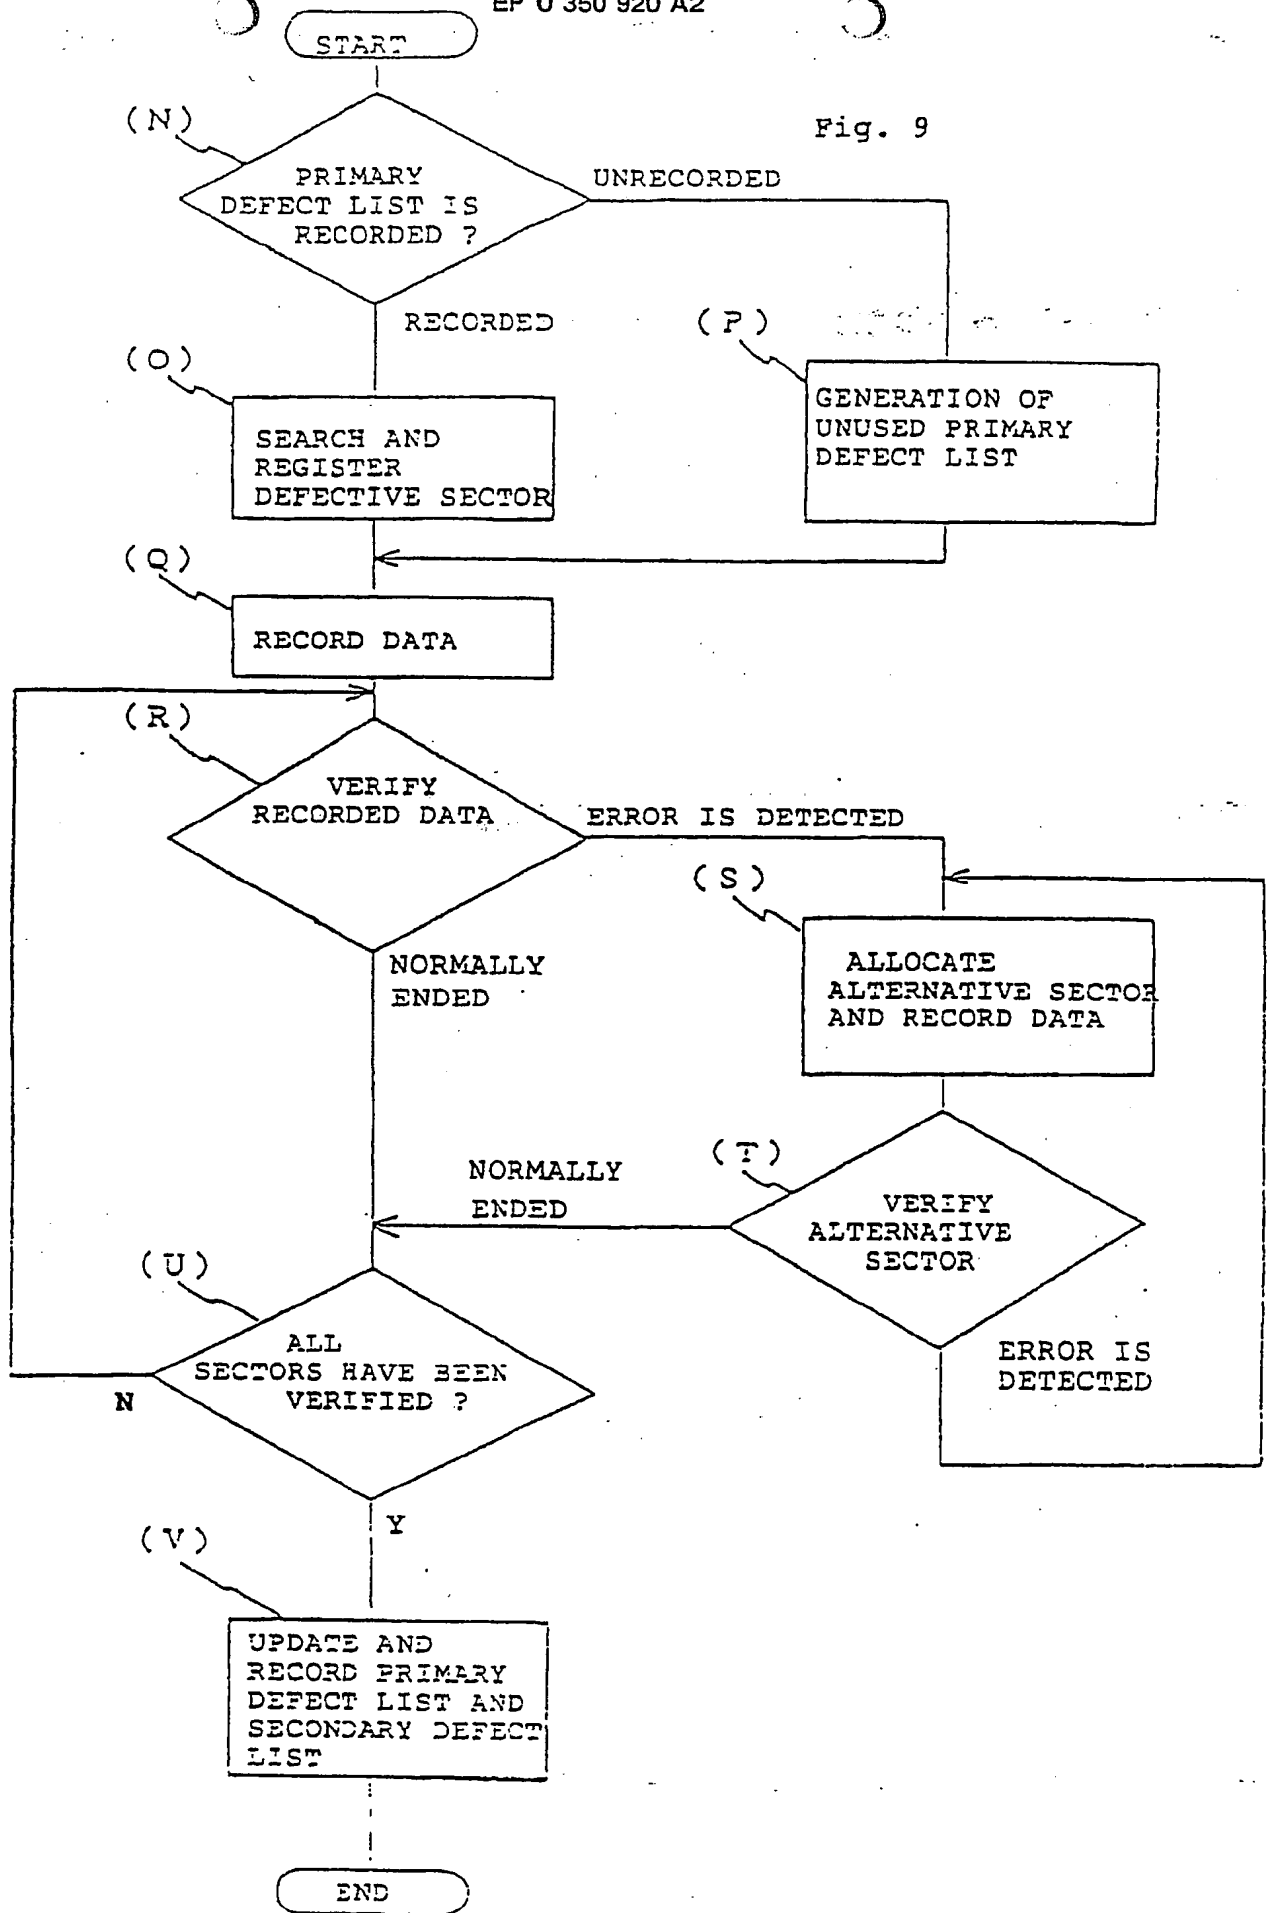 EP 0 350 920 A2
START
Fig. 9
(N)
PRIMARY
DEFECT LIST IS
RECORDED ?
UNRECORDED
RECORDED
(P)
GENERATION OF
UNUSED PRIMARY
DEFECT LIST
(O)
SEARCH AND
REGISTER
DEFECTIVE SECTOR
(Q)
RECORD DATA
(R)
VERIFY
RECORDED DATA
ERROR IS DETECTED
NORMALLY
ENDED
(S)
ALLOCATE
ALTERNATIVE SECTOR
AND RECORD DATA
(T)
VERIFY
ALTERNATIVE
SECTOR
NORMALLY
ENDED
ERROR IS
DETECTED
(U)
ALL
SECTORS HAVE BEEN
VERIFIED ?
N
Y
(V)
UPDATE AND
RECORD PRIMARY
DEFECT LIST AND
SECONDARY DEFECT
LIST
END